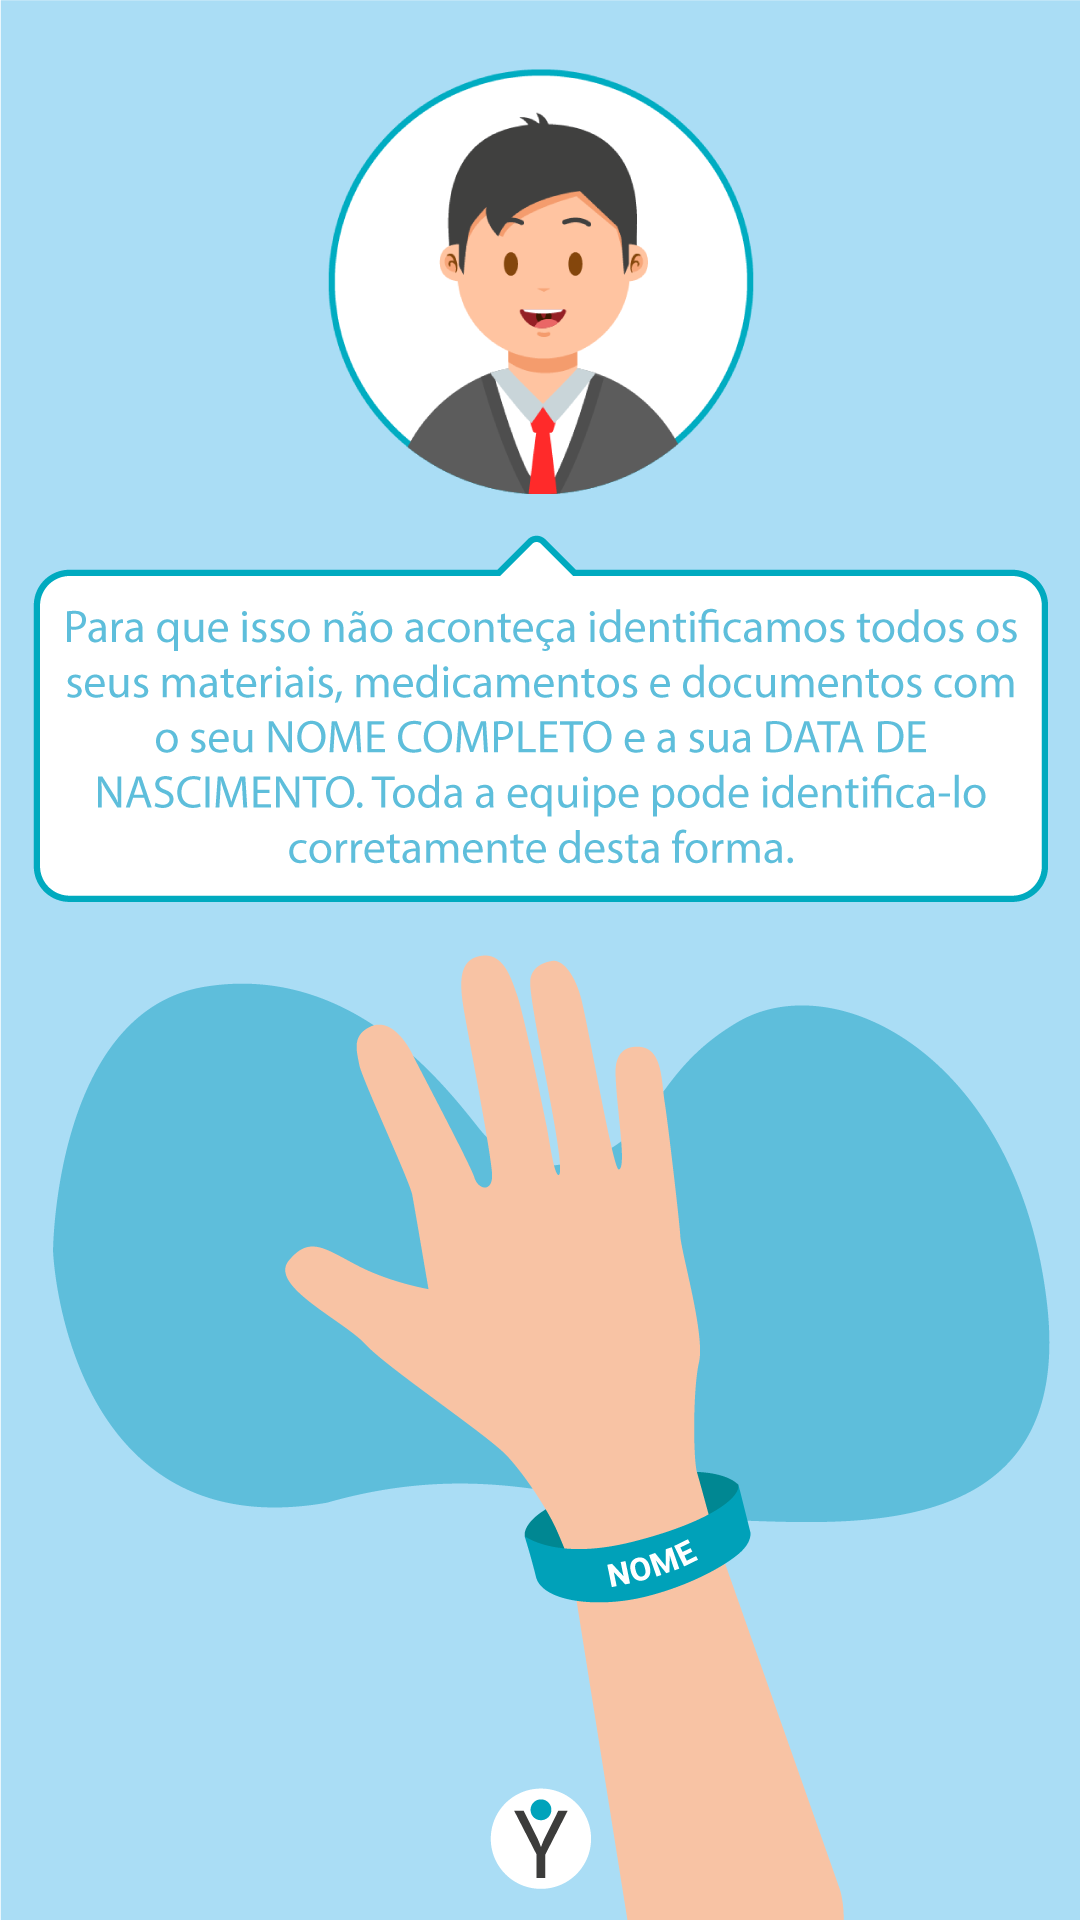 Para que isso não aconteça identificamos todos os
seus materiais, medicamentos e documentos com
o seu NOME COMPLETO e a sua DATA DE
NASCIMENTO. Toda a equipe pode identifica-lo
corretamente desta forma.
NOME